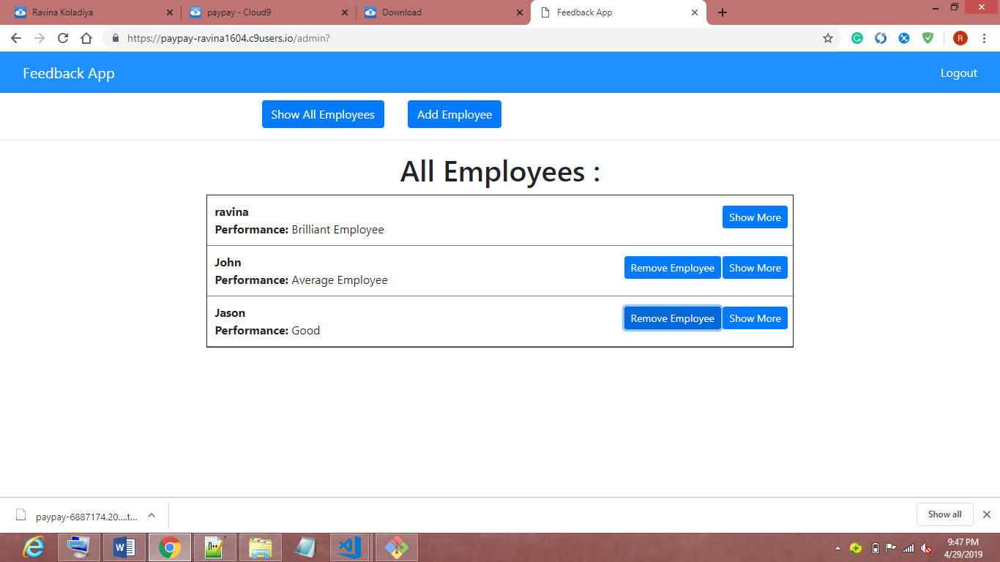 Ravina Koladiya
paypay - Cloud9
Download
Feedback App
https://paypay-ravina1604.c9users.io/admin?
R
Feedback App
Logout
Show All Employees
Add Employee
All Employees :
ravina
Show More
Performance: Brilliant Employee
John
Remove Employee
Show More
Performance: Average Employee
Jason
Remove Employee
Show More
Performance: Good
paypay-6887174.20....t...
Show all
9:47 PM
4/29/2019